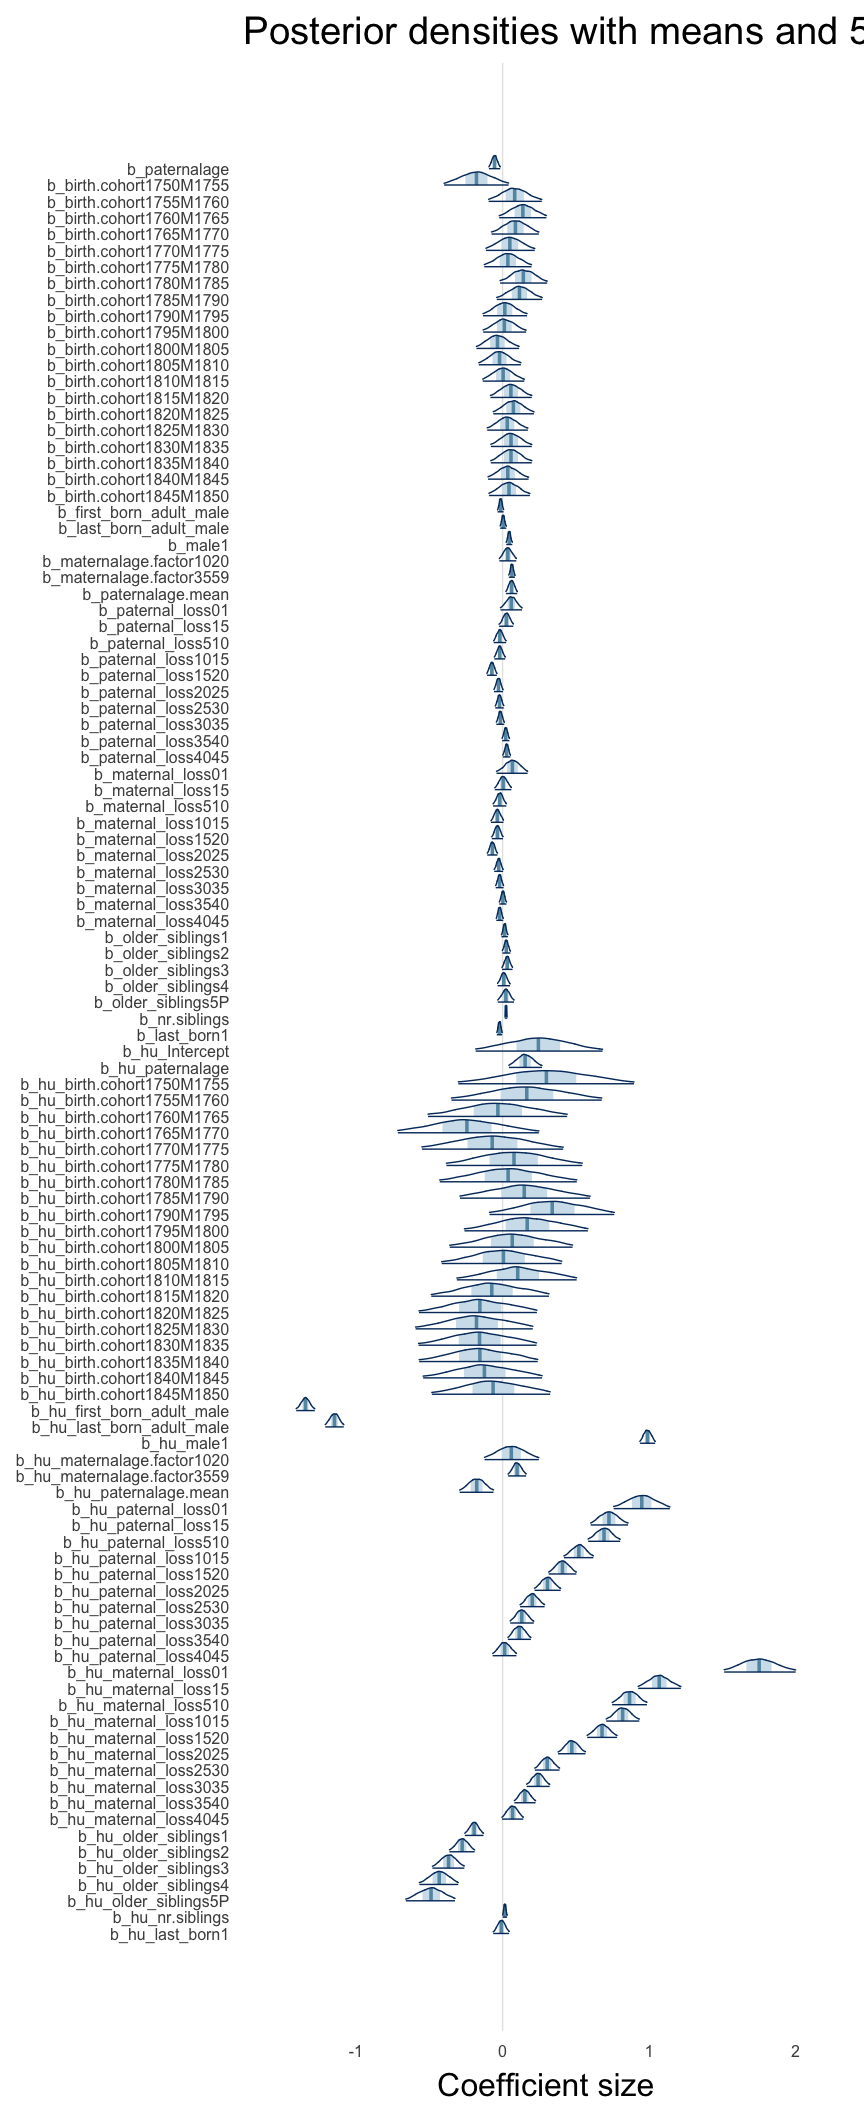 Posterior densities with means and 5
b_paternalage
b_birth.cohort1750M1755
b_birth.cohort1755M1760
b_birth.cohort1760M1765
b_birth.cohort1765M1770
b_birth.cohort1770M1775
b_birth.cohort1775M1780
b_birth.cohort1780M1785
b_birth.cohort1785M1790
b_birth.cohort1790M1795
b_birth.cohort1795M1800
b_birth.cohort1800M1805
b_birth.cohort1805M1810
b_birth.cohort1810M1815
b_birth.cohort1815M1820
b_birth.cohort1820M1825
b_birth.cohort1825M1830
b_birth.cohort1830M1835
b_birth.cohort1835M1840
b_birth.cohort1840M1845
b_birth.cohort1845M1850
b_first_born_adult_male
b_last_born_adult_male
b_male1
b_maternalage.factor1020
b_maternalage.factor3559
b_paternalage.mean
b_paternal_loss01
b_paternal_loss15
b_paternal_loss510
b_paternal_loss1015
b_paternal_loss1520
b_paternal_loss2025
b_paternal_loss2530
b_paternal_loss3035
b_paternal_loss3540
b_paternal_loss4045
b_maternal_loss01
b_maternal_loss15
b_maternal_loss510
b_maternal_loss1015
b_maternal_loss1520
b_maternal_loss2025
b_maternal_loss2530
b_maternal_loss3035
b_maternal_loss3540
b_maternal_loss4045
b_older_siblings1
b_older_siblings2
b_older_siblings3
b_older_siblings4
b_older_siblings5P
b_nr.siblings
b_last_born1
b_hu_Intercept
b_hu_paternalage
b_hu_birth.cohort1750M1755
b_hu_birth.cohort1755M1760
b_hu_birth.cohort1760M1765
b_hu_birth.cohort1765M1770
b_hu_birth.cohort1770M1775
b_hu_birth.cohort1775M1780
b_hu_birth.cohort1780M1785
b_hu_birth.cohort1785M1790
b_hu_birth.cohort1790M1795
b_hu_birth.cohort1795M1800
b_hu_birth.cohort1800M1805
b_hu_birth.cohort1805M1810
b_hu_birth.cohort1810M1815
b_hu_birth.cohort1815M1820
b_hu_birth.cohort1820M1825
b_hu_birth.cohort1825M1830
b_hu_birth.cohort1830M1835
b_hu_birth.cohort1835M1840
b_hu_birth.cohort1840M1845
b_hu_birth.cohort1845M1850
b_hu_first_born_adult_male
b_hu_last_born_adult_male
b_hu_male1
b_hu_maternalage.factor1020
b_hu_maternalage.factor3559
b_hu_paternalage.mean
b_hu_paternal_loss01
b_hu_paternal_loss15
b_hu_paternal_loss510
b_hu_paternal_loss1015
b_hu_paternal_loss1520
b_hu_paternal_loss2025
b_hu_paternal_loss2530
b_hu_paternal_loss3035
b_hu_paternal_loss3540
b_hu_paternal_loss4045
b_hu_maternal_loss01
b_hu_maternal_loss15
b_hu_maternal_loss510
b_hu_maternal_loss1015
b_hu_maternal_loss1520
b_hu_maternal_loss2025
b_hu_maternal_loss2530
b_hu_maternal_loss3035
b_hu_maternal_loss3540
b_hu_maternal_loss4045
b_hu_older_siblings1
b_hu_older_siblings2
b_hu_older_siblings3
b_hu_older_siblings4
b_hu_older_siblings5P
b_hu_nr.siblings
b_hu_last_born1
-1 0 1 2
Coefficient size